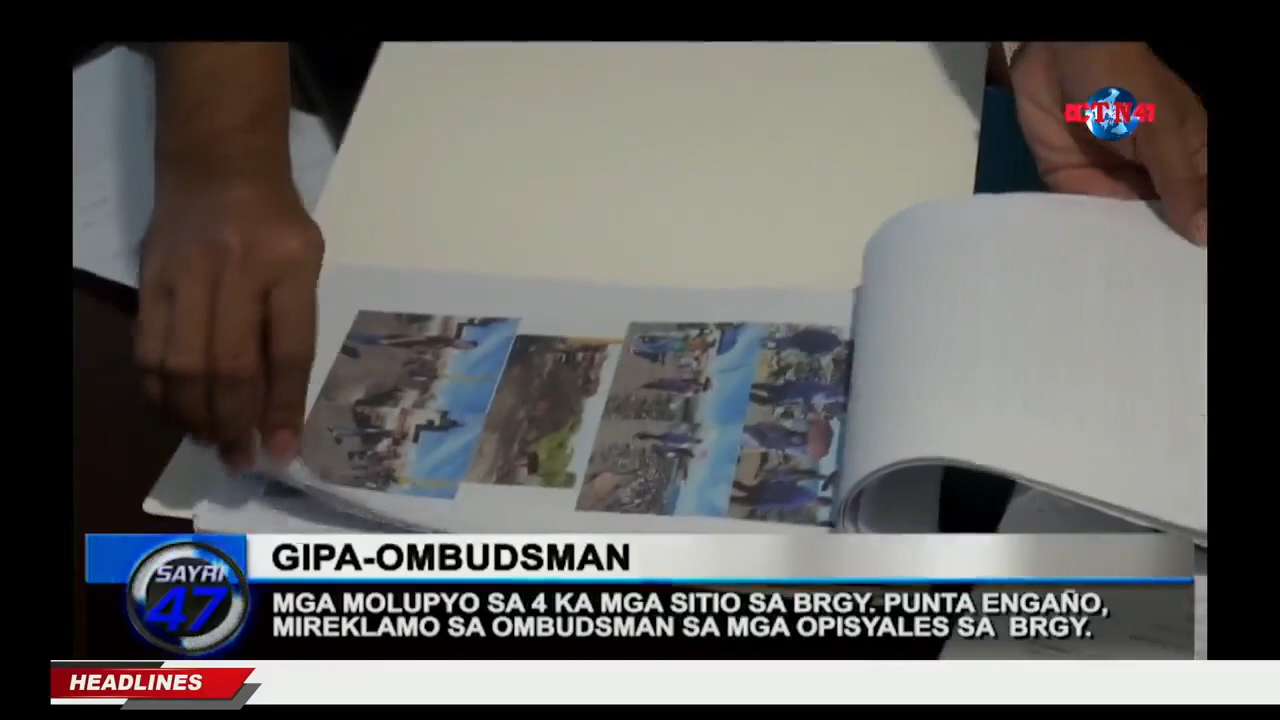 CCTN47
GIPA-OMBUDSMAN
SAYRI
47
MGA MOLUPYO SA 4 KA MGA SITIO SA BRGY. PUNTA ENGAÑO,
MIREKLAMO SA OMBUDSMAN SA MGA OPISYALES SA BRGY.
HEADLINES